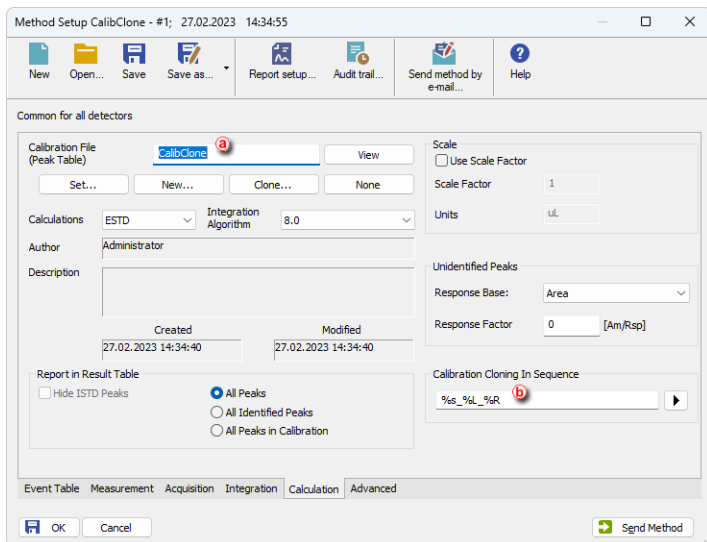 Method Setup CalibClone - #1; 27.02.2023 14:34:55
New Open... Save Save as... Report setup... Audit trail... Send method by e-mail... Help
Common for all detectors
Calibration File
(Peak Table)
CalibClone
a
View
Set... New... Clone... None
Calculations ESTD Integration Algorithm 8.0
Author Administrator
Description
Created Modified
27.02.2023 14:34:40 27.02.2023 14:34:40
Report in Result Table
Hide ISTD Peaks
All Peaks
All Identified Peaks
All Peaks in Calibration
Scale
Use Scale Factor
Scale Factor 1
Units uL
Unidentified Peaks
Response Base: Area
Response Factor 0 [Am/Rsp]
Calibration Cloning In Sequence
%s_%L_%R
b
Event Table Measurement Acquisition Integration Calculation Advanced
OK Cancel Send Method